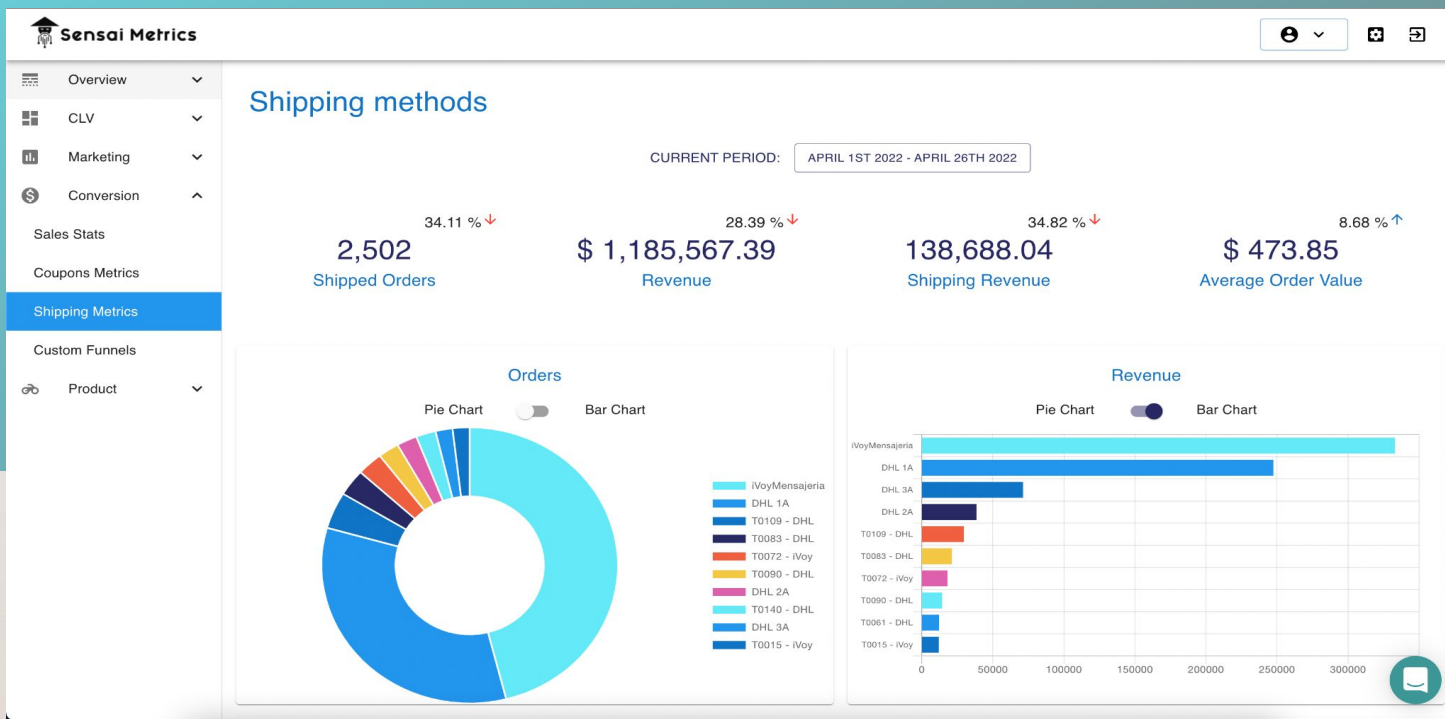 Sensai Metrics
Overview
CLV
Marketing
Conversion
Sales Stats
Coupons Metrics
Shipping Metrics
Custom Funnels
Product
Shipping methods
CURRENT PERIOD: APRIL 1ST 2022 - APRIL 26TH 2022
34.11 %
2,502
Shipped Orders
28.39 %
$ 1,185,567.39
Revenue
34.82 %
138,688.04
Shipping Revenue
8.68 %
$ 473.85
Average Order Value
Orders
Pie Chart Bar Chart
iVoyMensajeria
DHL 1A
T0109 - DHL
T0083 - DHL
T0072 - iVoy
T0090 - DHL
DHL 2A
T0140 - DHL
DHL 3A
T0015 - iVoy
Revenue
Pie Chart Bar Chart
iVoyMensajeria
DHL 1A
DHL 3A
DHL 2A
T0109 - DHL
T0083 - DHL
T0072 - iVoy
T0090 - DHL
T0061 - DHL
T0015 - iVoy
0 50000 100000 150000 200000 250000 300000